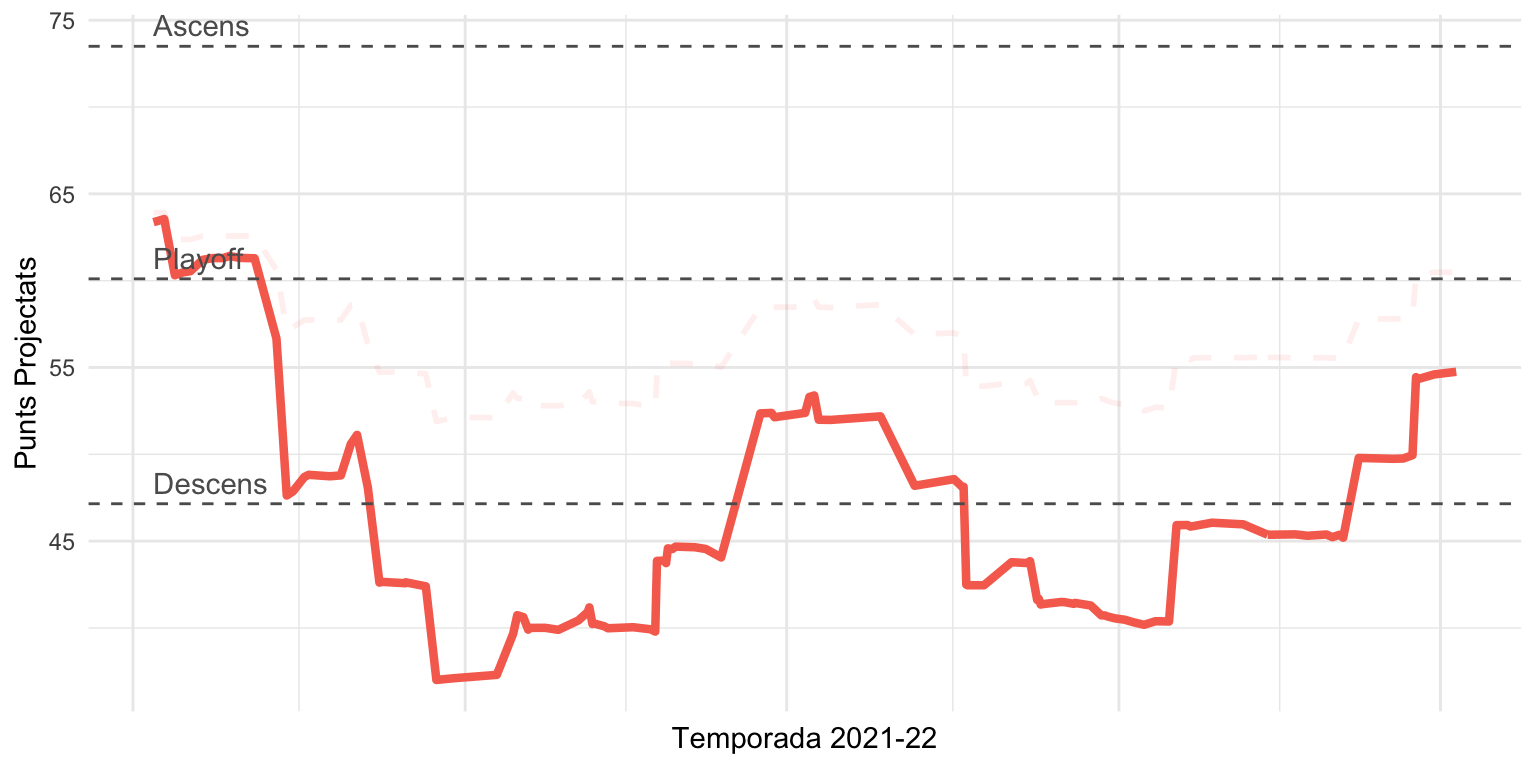 75
Ascens
65
Playoff
55
Descens
45
Punts Projectats
Temporada 2021-22